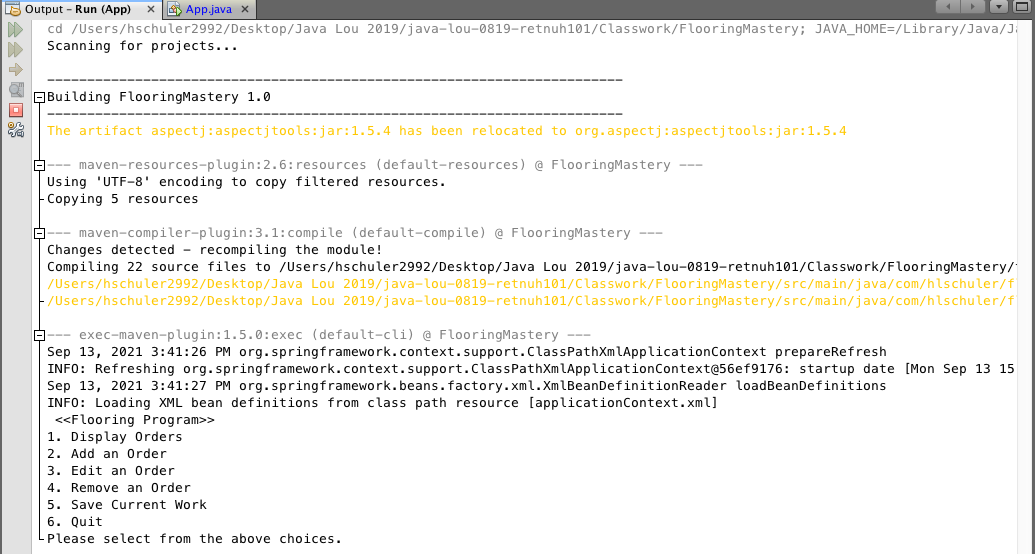 Output - Run (App)
App.java
cd /Users/hschuler2992/Desktop/Java Lou 2019/java-lou-0819-retnuh101/Classwork/FlooringMastery; JAVA_HOME=/Library/Java/Ja
Scanning for projects...
------------------------------------------------------------------------
Building FlooringMastery 1.0
------------------------------------------------------------------------
The artifact aspectj:aspectjtools:jar:1.5.4 has been relocated to org.aspectj:aspectjtools:jar:1.5.4
--- maven-resources-plugin:2.6:resources (default-resources) @ FlooringMastery ---
Using 'UTF-8' encoding to copy filtered resources.
Copying 5 resources
--- maven-compiler-plugin:3.1:compile (default-compile) @ FlooringMastery ---
Changes detected - recompiling the module!
Compiling 22 source files to /Users/hschuler2992/Desktop/Java Lou 2019/java-lou-0819-retnuh101/Classwork/FlooringMastery/
/Users/hschuler2992/Desktop/Java Lou 2019/java-lou-0819-retnuh101/Classwork/FlooringMastery/src/main/java/com/hlschuler/f
/Users/hschuler2992/Desktop/Java Lou 2019/java-lou-0819-retnuh101/Classwork/FlooringMastery/src/main/java/com/hlschuler/f
--- exec-maven-plugin:1.5.0:exec (default-cli) @ FlooringMastery ---
Sep 13, 2021 3:41:26 PM org.springframework.context.support.ClassPathXmlApplicationContext prepareRefresh
INFO: Refreshing org.springframework.context.support.ClassPathXmlApplicationContext@56ef9176: startup date [Mon Sep 13 15
Sep 13, 2021 3:41:27 PM org.springframework.beans.factory.xml.XmlBeanDefinitionReader loadBeanDefinitions
INFO: Loading XML bean definitions from class path resource [applicationContext.xml]
<<Flooring Program>>
1. Display Orders
2. Add an Order
3. Edit an Order
4. Remove an Order
5. Save Current Work
6. Quit
Please select from the above choices.